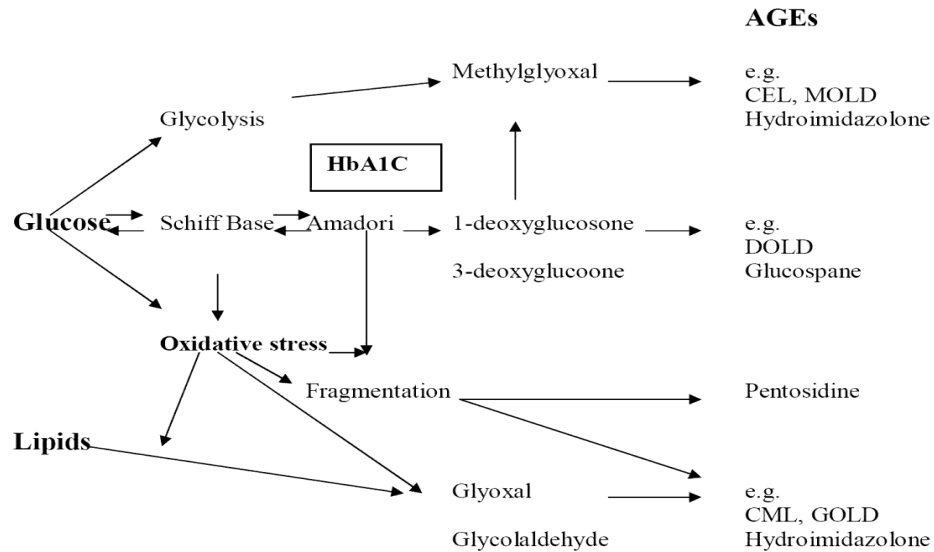 AGEs
Methylglyoxal
e.g.
CEL, MOLD
Hydroimidazolone
Glycolysis
HbA1C
Glucose
Schiff Base
Amadori
1-deoxyglucosone
e.g.
DOLD
Glucospane
3-deoxyglucoone
Oxidative stress
Fragmentation
Pentosidine
Lipids
Glyoxal
e.g.
CML, GOLD
Hydroimidazolone
Glycolaldehyde